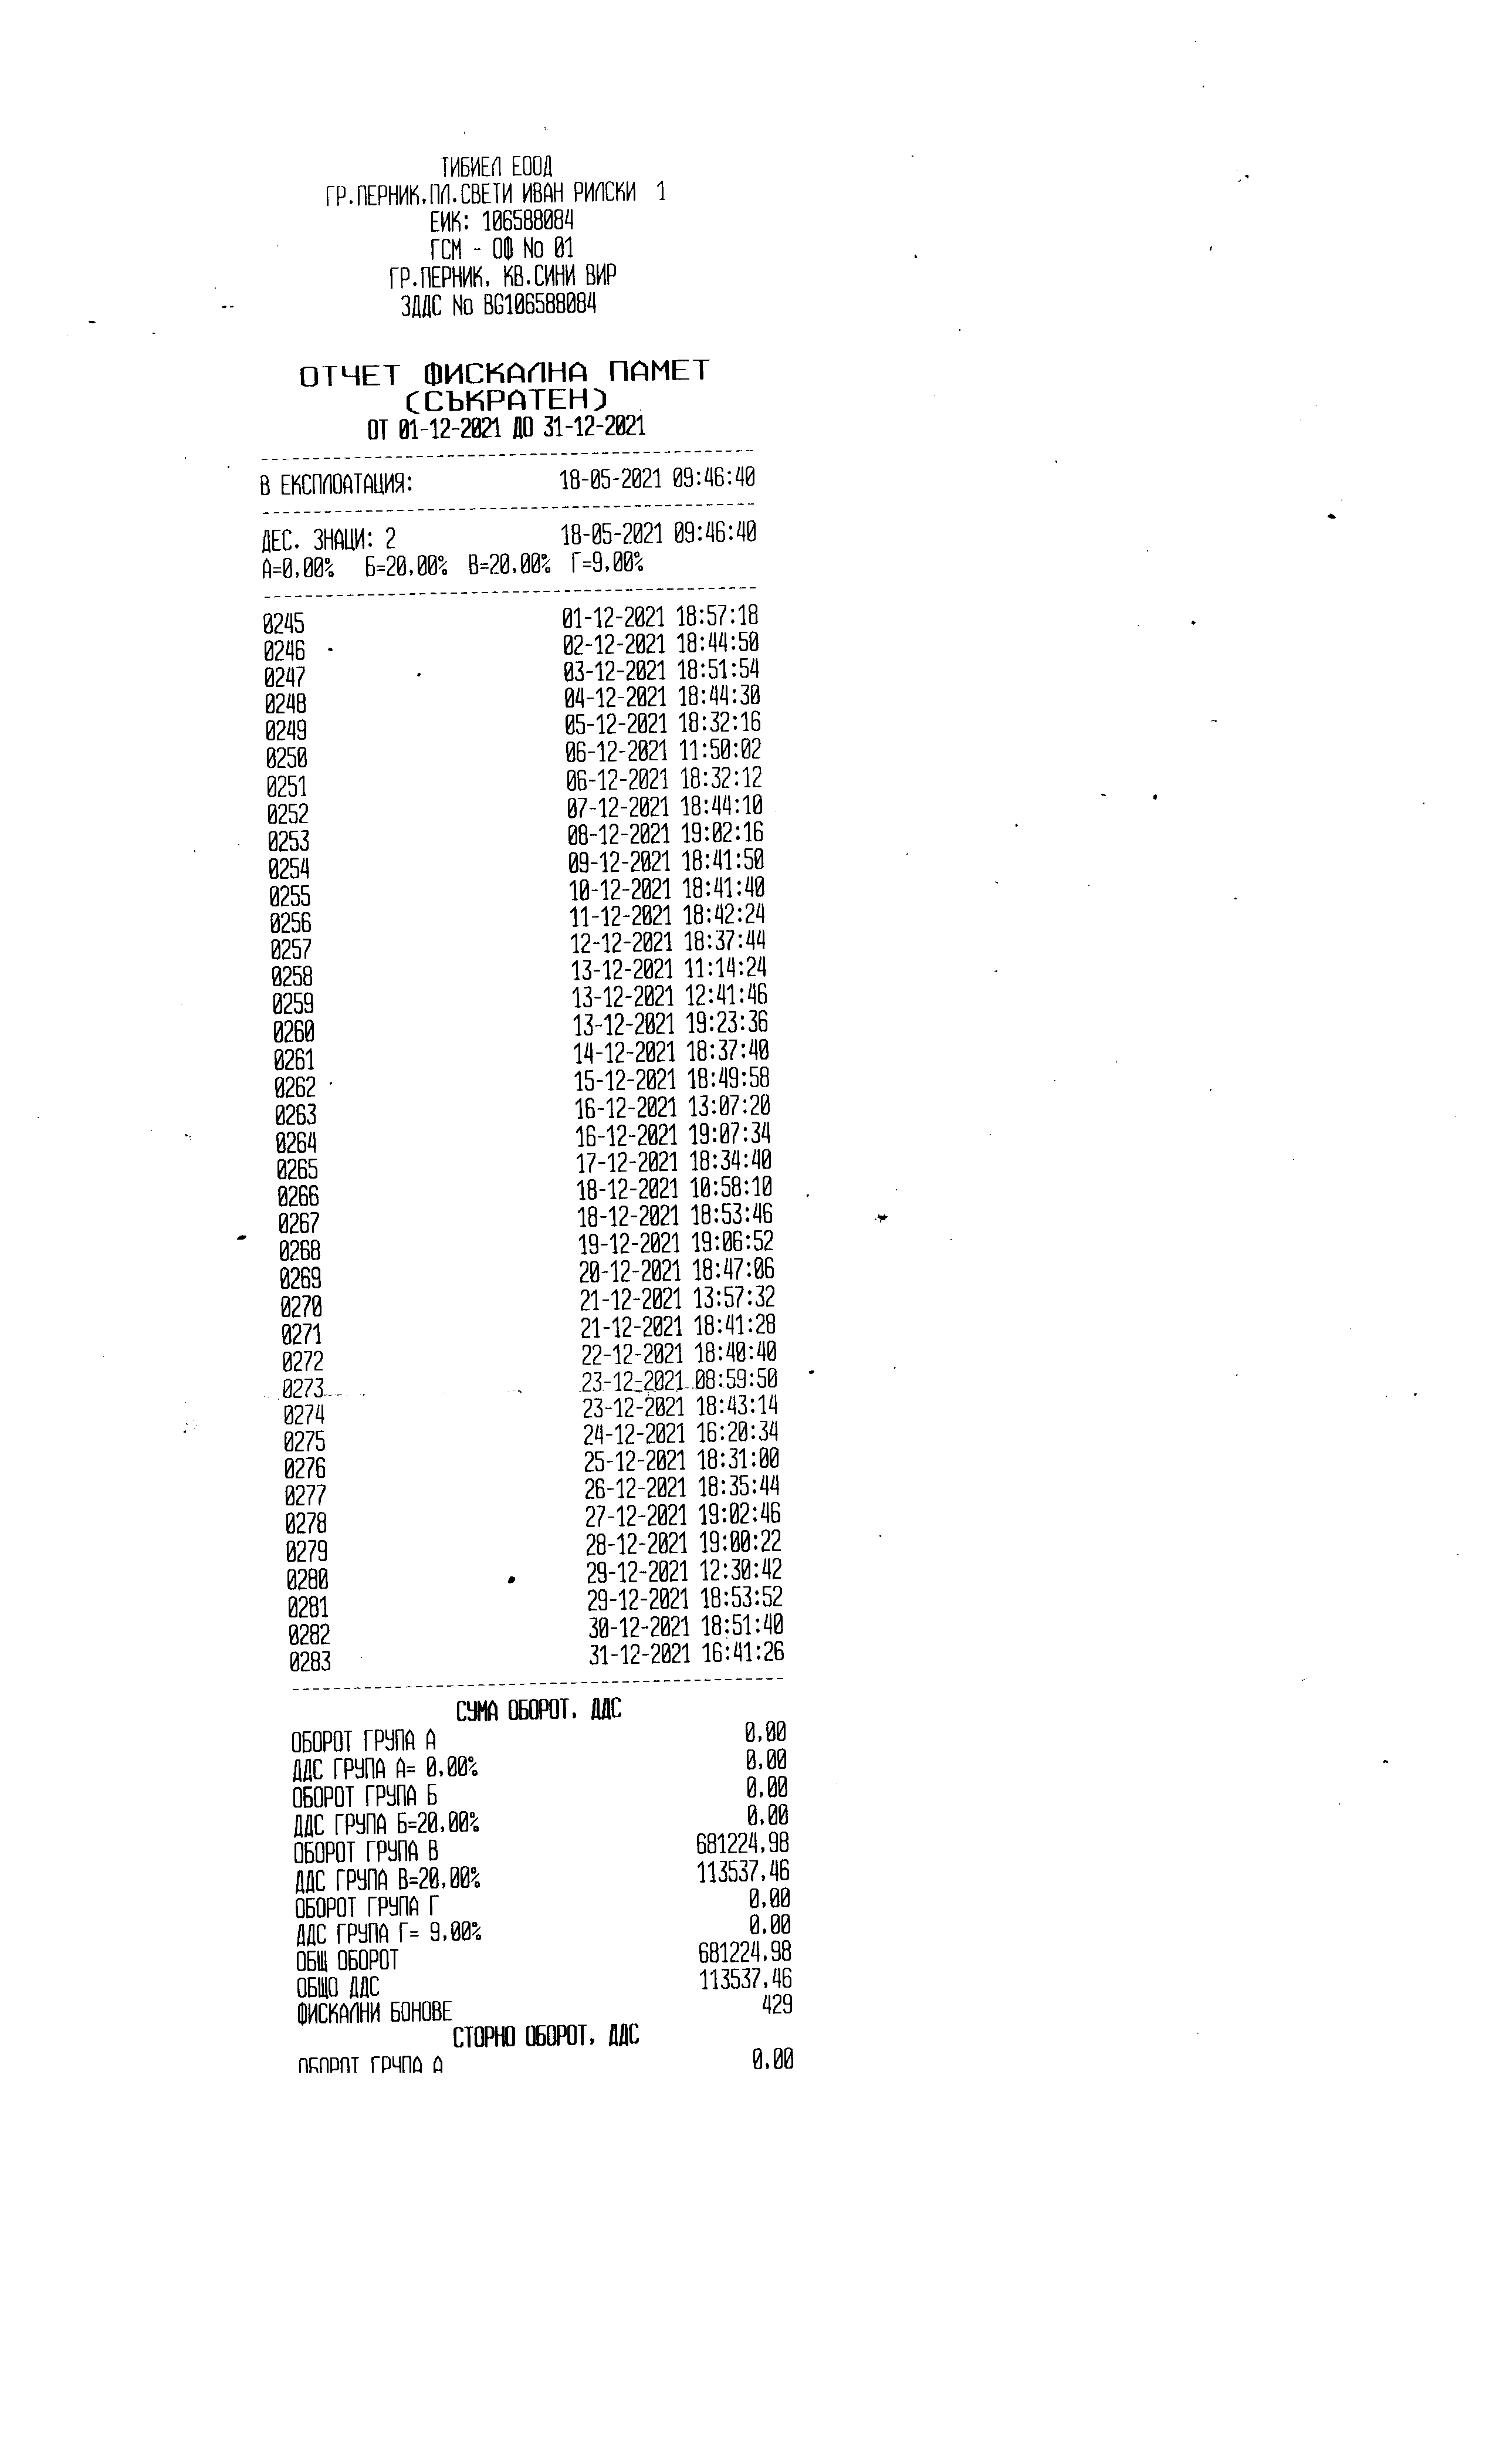 ТИБИЕЛ ЕООД
ГР.ПЕРНИК,ПЛ.СВЕТИ ИВАН РИЛСКИ 1
ЕИК: 106588084
ГСМ - ОФ No 01
ГР.ПЕРНИК, КВ.СИНИ ВИР
ЗДДС No BG106588084
ОТЧЕТ ФИСКАЛНА ПАМЕТ
(СЪКРАТЕН)
ОТ 01-12-2021 ДО 31-12-2021
В ЕКСПЛОАТАЦИЯ: 18-05-2021 09:46:40
ДЕС. ЗНАЦИ: 2 18-05-2021 09:46:40
А=0,00% Б=20,00% В=20,00% Г=9,00%
0245 01-12-2021 18:57:18
0246 02-12-2021 18:44:50
0247 03-12-2021 18:51:54
0248 04-12-2021 18:44:30
0249 05-12-2021 18:32:16
0250 06-12-2021 11:50:02
0251 06-12-2021 18:32:12
0252 07-12-2021 18:44:10
0253 08-12-2021 19:02:16
0254 09-12-2021 18:41:50
0255 10-12-2021 18:41:40
0256 11-12-2021 18:42:24
0257 12-12-2021 18:37:44
0258 13-12-2021 11:14:24
0259 13-12-2021 12:41:46
0260 13-12-2021 19:23:36
0261 14-12-2021 18:37:40
0262 15-12-2021 18:49:58
0263 16-12-2021 13:07:20
0264 16-12-2021 19:07:34
0265 17-12-2021 18:34:40
0266 18-12-2021 10:58:10
0267 18-12-2021 18:53:46
0268 19-12-2021 19:06:52
0269 20-12-2021 18:47:06
0270 21-12-2021 13:57:32
0271 21-12-2021 18:41:28
0272 22-12-2021 18:40:40
0273 23-12-2021 08:59:50
0274 23-12-2021 18:43:14
0275 24-12-2021 16:20:34
0276 25-12-2021 18:31:00
0277 26-12-2021 18:35:44
0278 27-12-2021 19:02:46
0279 28-12-2021 19:00:22
0280 29-12-2021 12:30:42
0281 29-12-2021 18:53:52
0282 30-12-2021 18:51:40
0283 31-12-2021 16:41:26
СУМА ОБОРОТ, ДДС
ОБОРОТ ГРУПА А 0,00
ДДС ГРУПА А= 0,00% 0,00
ОБОРОТ ГРУПА Б 0,00
ДДС ГРУПА Б=20,00% 0,00
ОБОРОТ ГРУПА В 681224,98
ДДС ГРУПА В=20,00% 113537,46
ОБОРОТ ГРУПА Г 0,00
ДДС ГРУПА Г= 9,00% 0,00
ОБЩ ОБОРОТ 681224,98
ОБЩО ДДС 113537,46
ФИСКАЛНИ БОНОВЕ 429
СТОРНО ОБОРОТ, ДДС
ОБОРОТ ГРУПА А 0,00